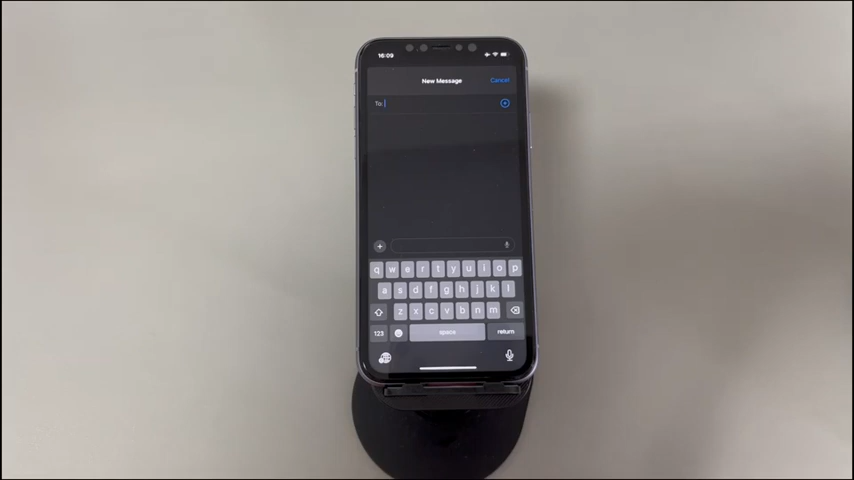 16:09
New Message Cancel
To:
q w e r t y u i o p
a s d f g h j k l
z x c v b n m
123 space return